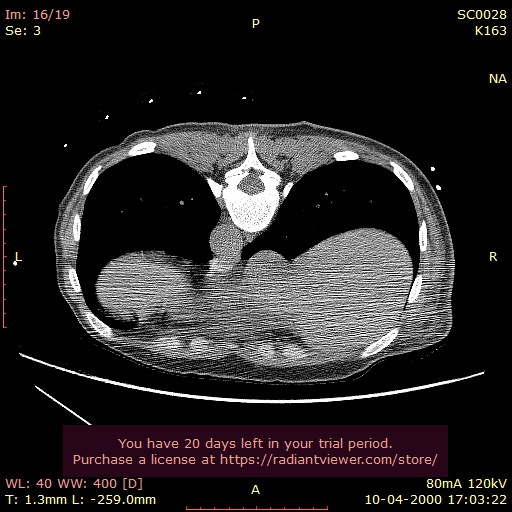 Im: 16/19
Se: 3
P
SC0028
K163
NA
L
R
You have 20 days left in your trial period.
Purchase a license at https://radiantviewer.com/store/
WL: 40 WW: 400 [D]
T: 1.3mm L: -259.0mm
A
80mA 120kV
10-04-2000 17:03:22